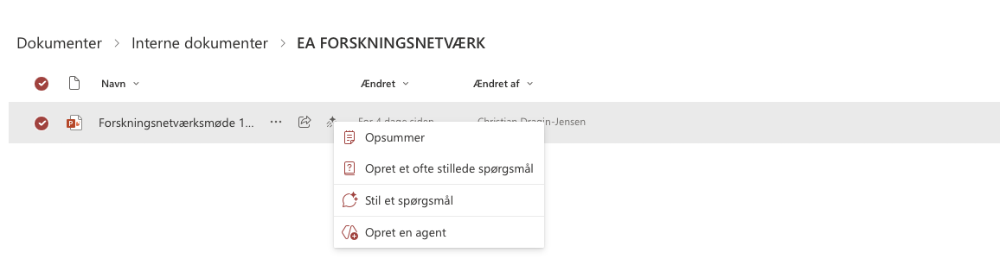 Dokumenter > Interne dokumenter > EA FORSKNINGSNETVÆRK
Navn Ændret Ændret af
Forskningsnetværksmøde 1... ... For 4 dage siden Christian Dragin-Jensen
Opsummer
Opret et ofte stillede spørgsmål
Stil et spørgsmål
Opret en agent